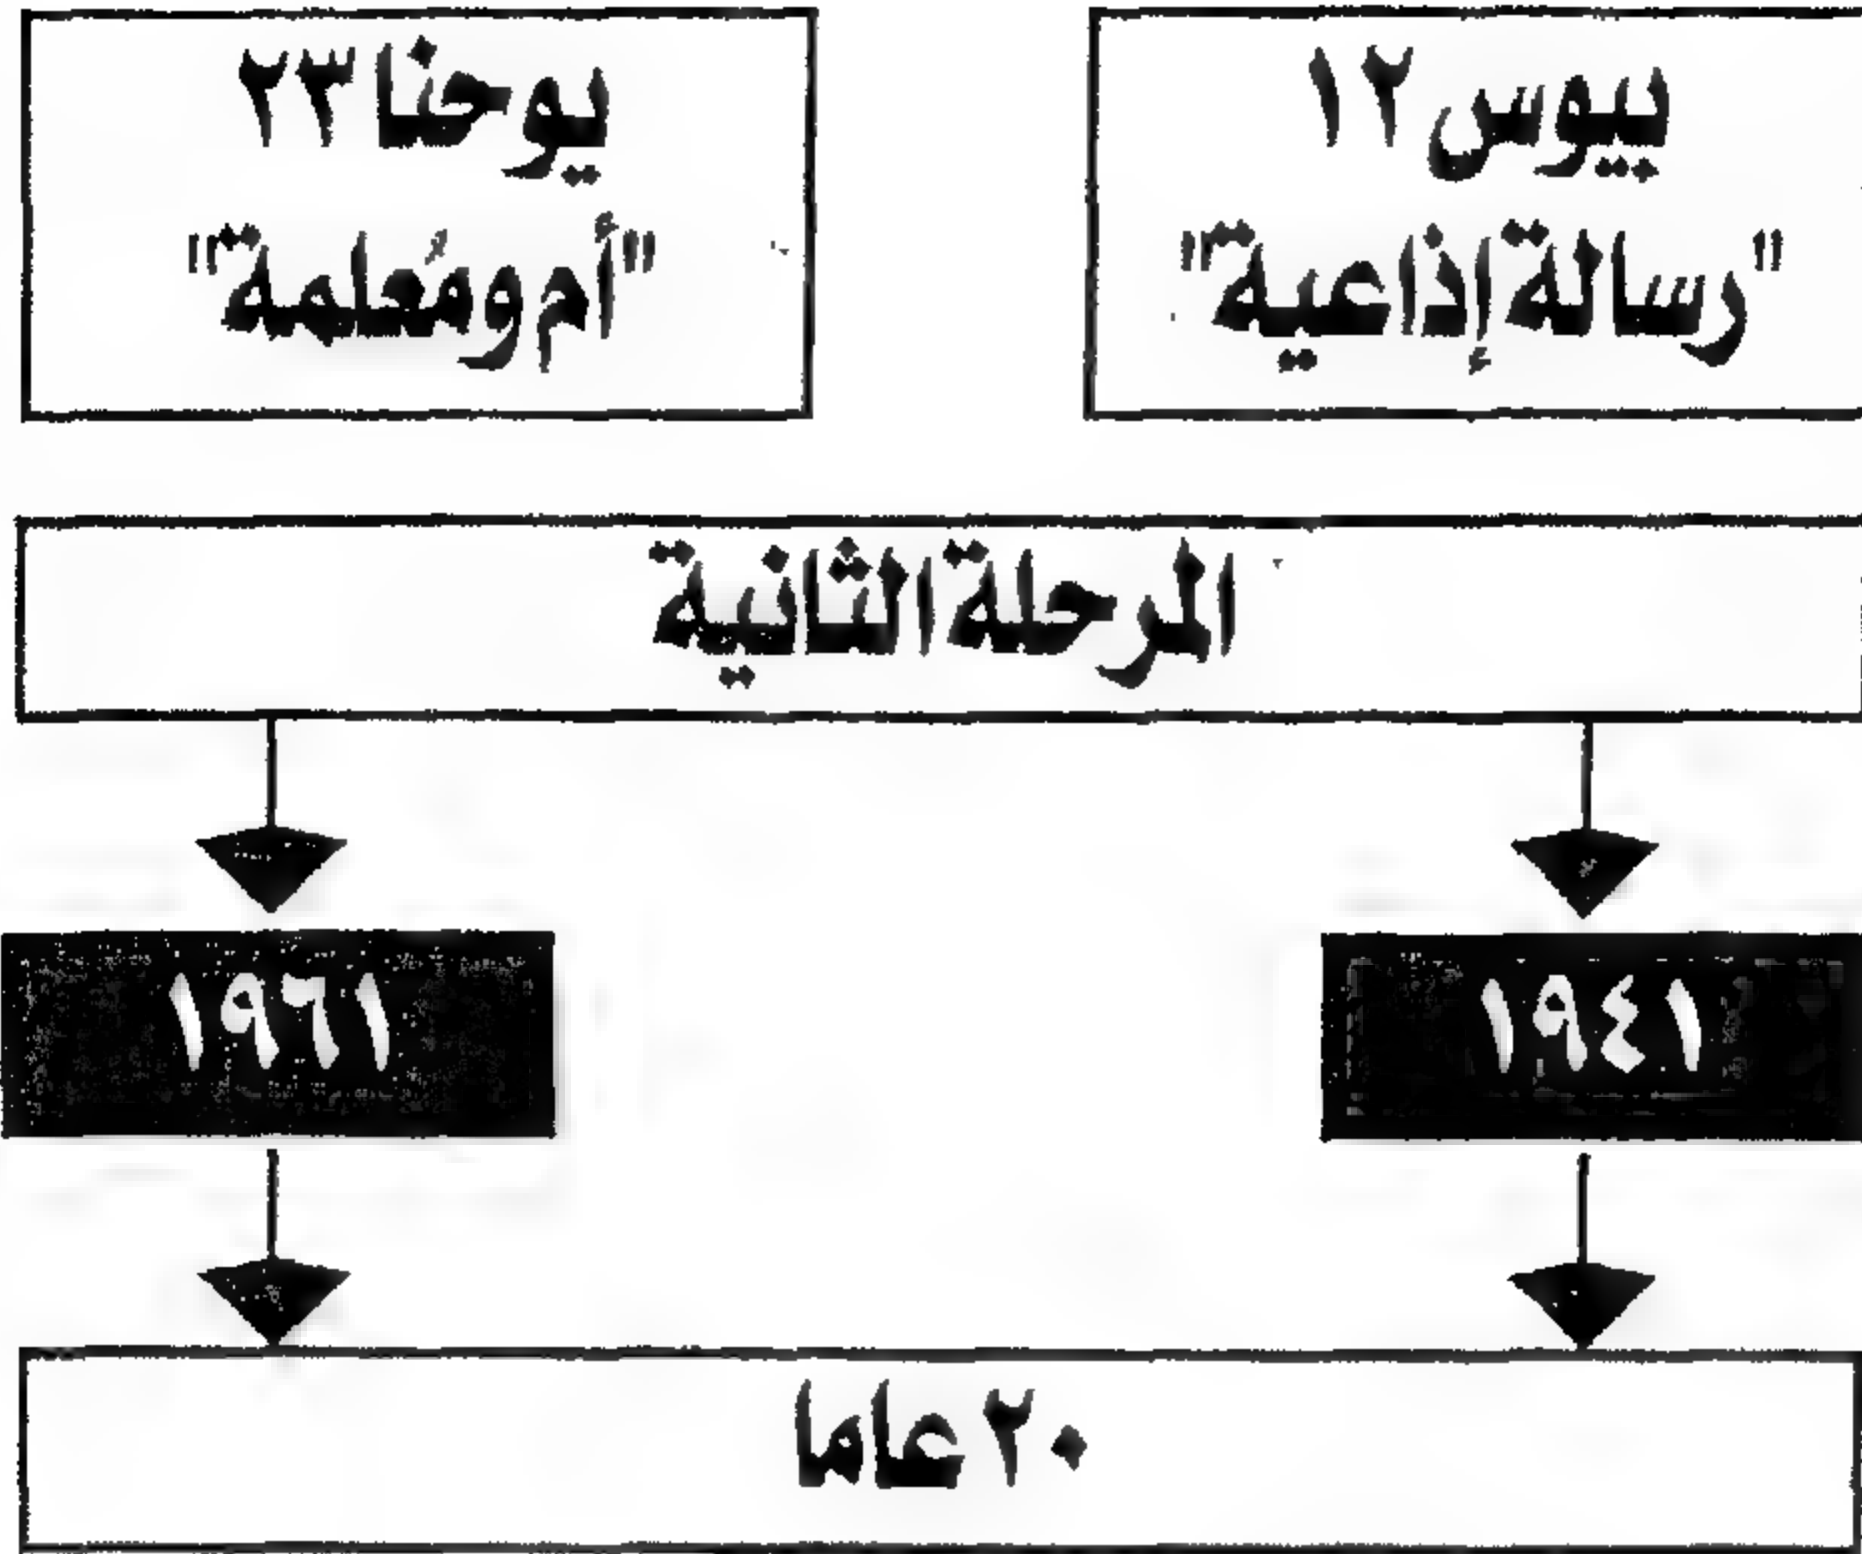 بيوس ١٢
"رسالة إذاعية"
يوحنا ٢٣
"أم ومُعلمة"
المرحلة الثانية
١٩٤١
١٩٦١
٢٠ عاما